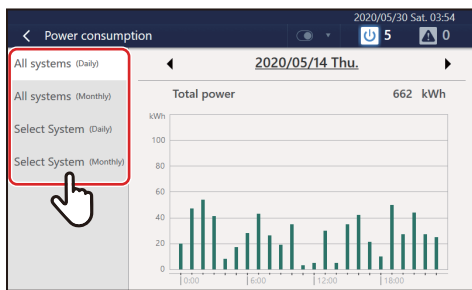 2020/05/30 Sat. 03:54
Power consumption
5
0
All systems (Daily)
All systems (Monthly)
Select System (Daily)
Select System (Monthly)
2020/05/14 Thu.
Total power 662 kWh
kWh
100
80
60
40
20
0
0:00 6:00 12:00 18:00